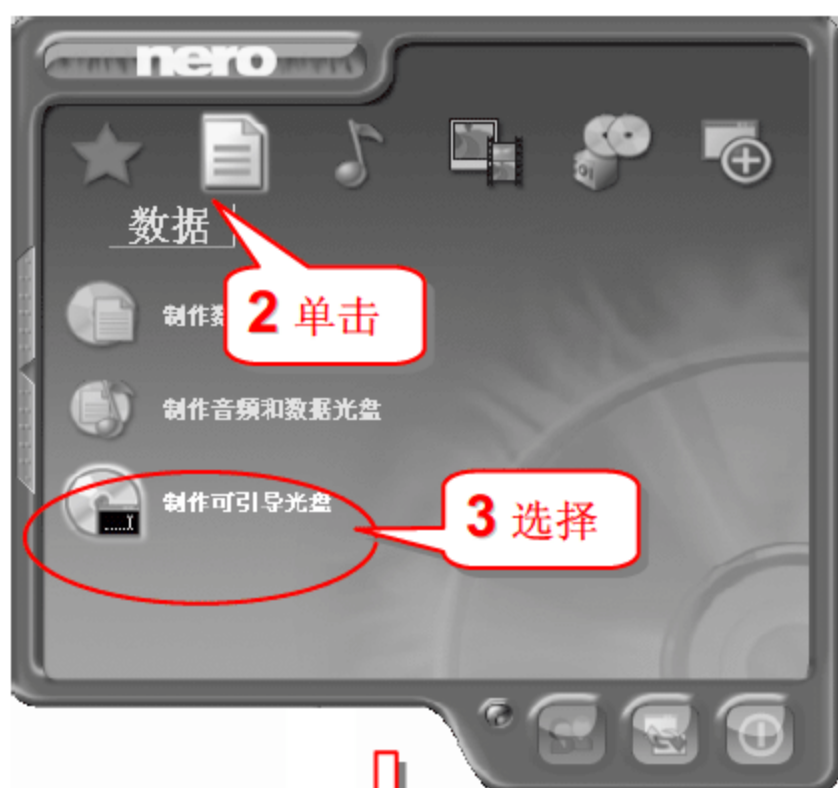 nero
数据
2 单击
制作数
制作音频和数据光盘
制作可引导光盘
3 选择